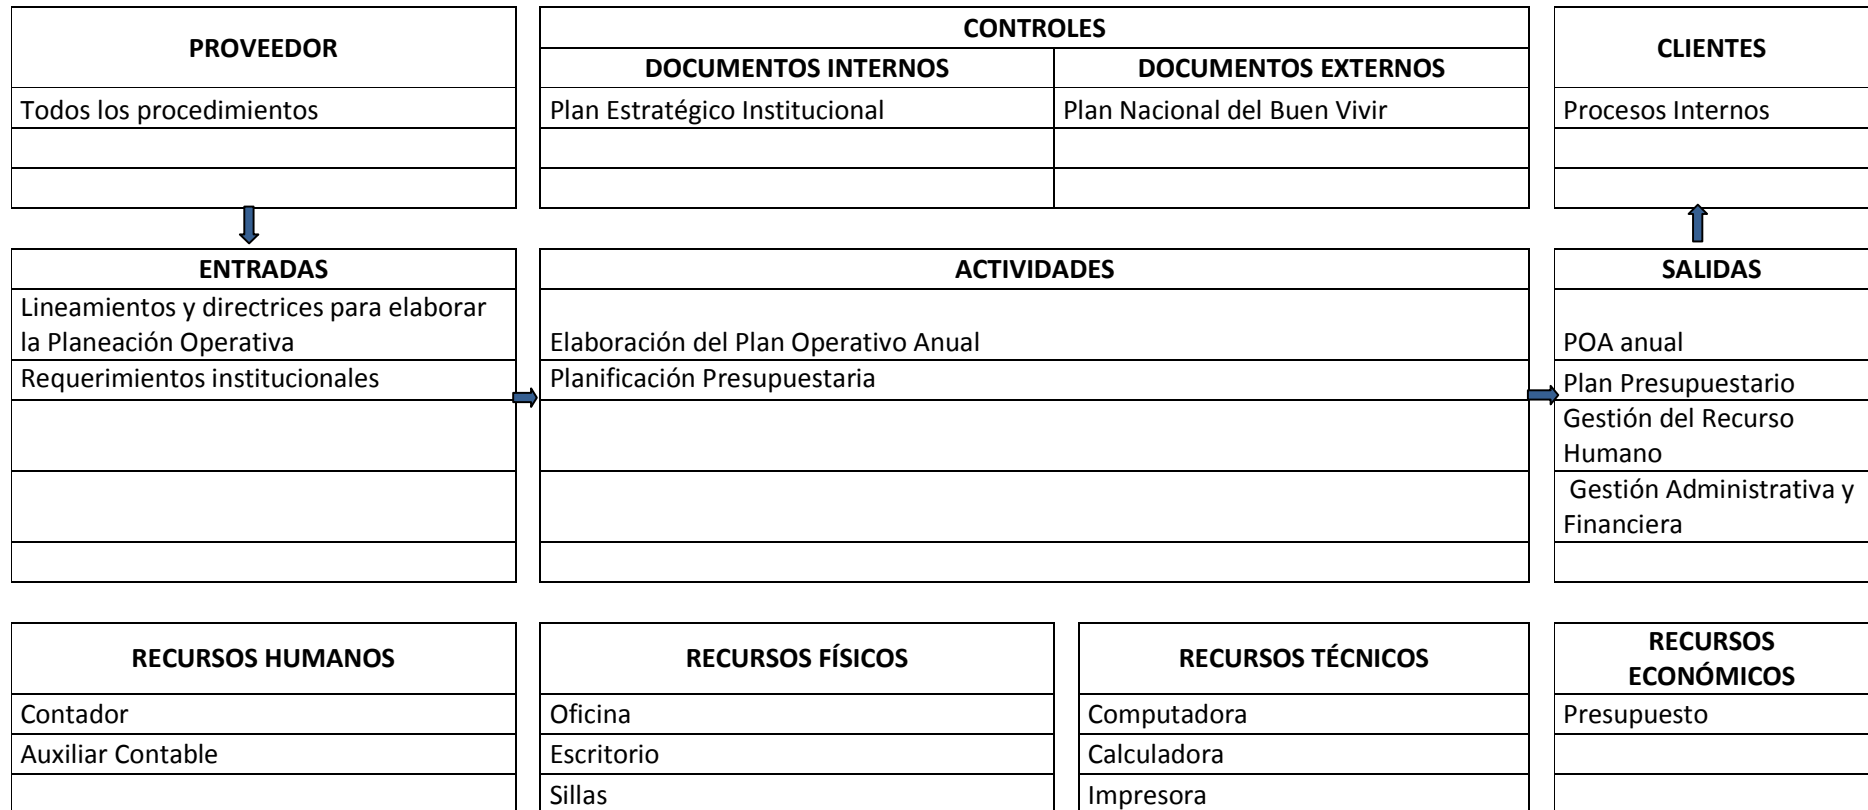 PROVEEDOR
CONTROLES
CLIENTES
DOCUMENTOS INTERNOS
DOCUMENTOS EXTERNOS
Todos los procedimientos
Plan Estratégico Institucional
Plan Nacional del Buen Vivir
Procesos Internos
ENTRADAS
ACTIVIDADES
SALIDAS
Lineamientos y directrices para elaborar
la Planeación Operativa
Elaboración del Plan Operativo Anual
POA anual
Requerimientos institucionales
Planificación Presupuestaria
Plan Presupuestario
Gestión del Recurso
Humano
Gestión Administrativa y
Financiera
RECURSOS HUMANOS
RECURSOS FÍSICOS
RECURSOS TÉCNICOS
RECURSOS
ECONÓMICOS
Contador
Oficina
Computadora
Presupuesto
Auxiliar Contable
Escritorio
Calculadora
Sillas
Impresora